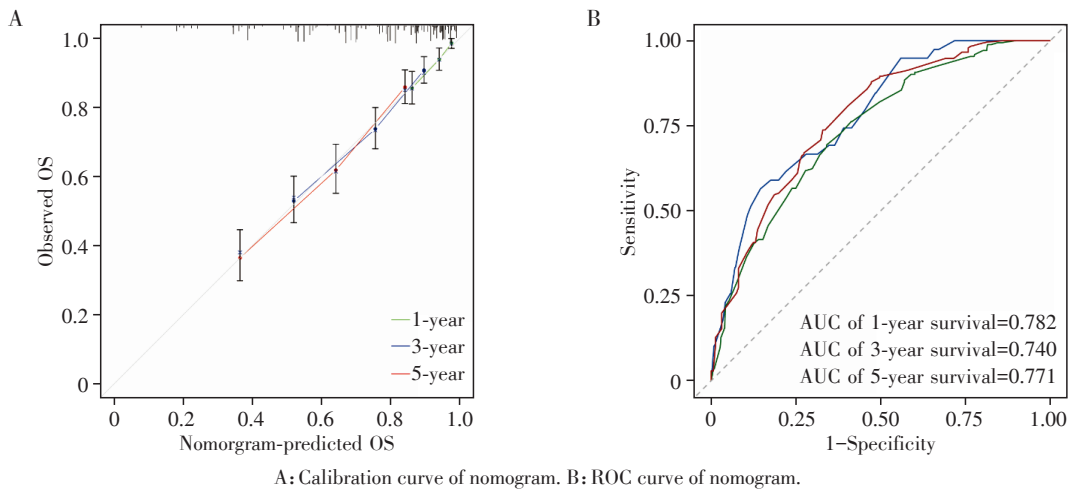 A
1.0
0.8
0.6
0.4
0.2
0
Observed OS
0 0.2 0.4 0.6 0.8 1.0
Nomorgram-predicted OS
1-year
3-year
5-year
B
1.00
0.75
0.50
0.25
0
Sensitivity
0 0.25 0.50 0.75 1.00
1-Specificity
AUC of 1-year survival=0.782
AUC of 3-year survival=0.740
AUC of 5-year survival=0.771
A: Calibration curve of nomogram. B: ROC curve of nomogram.